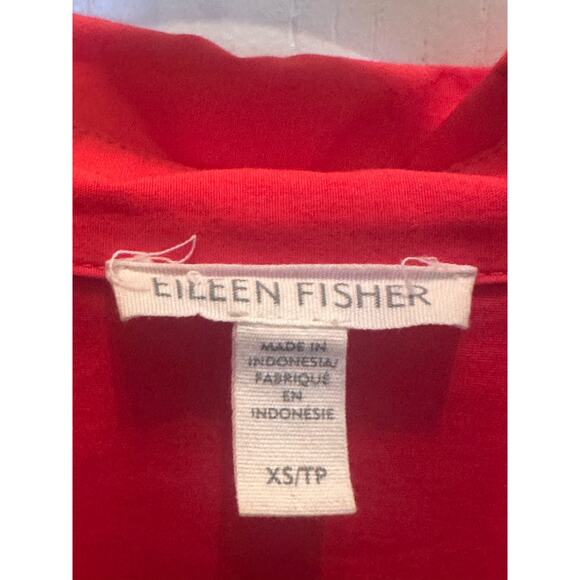 EILEEN FISHER
MADE IN
INDONESIA/
FABRIQUÉ
EN
INDONÉSIE
XS/TP